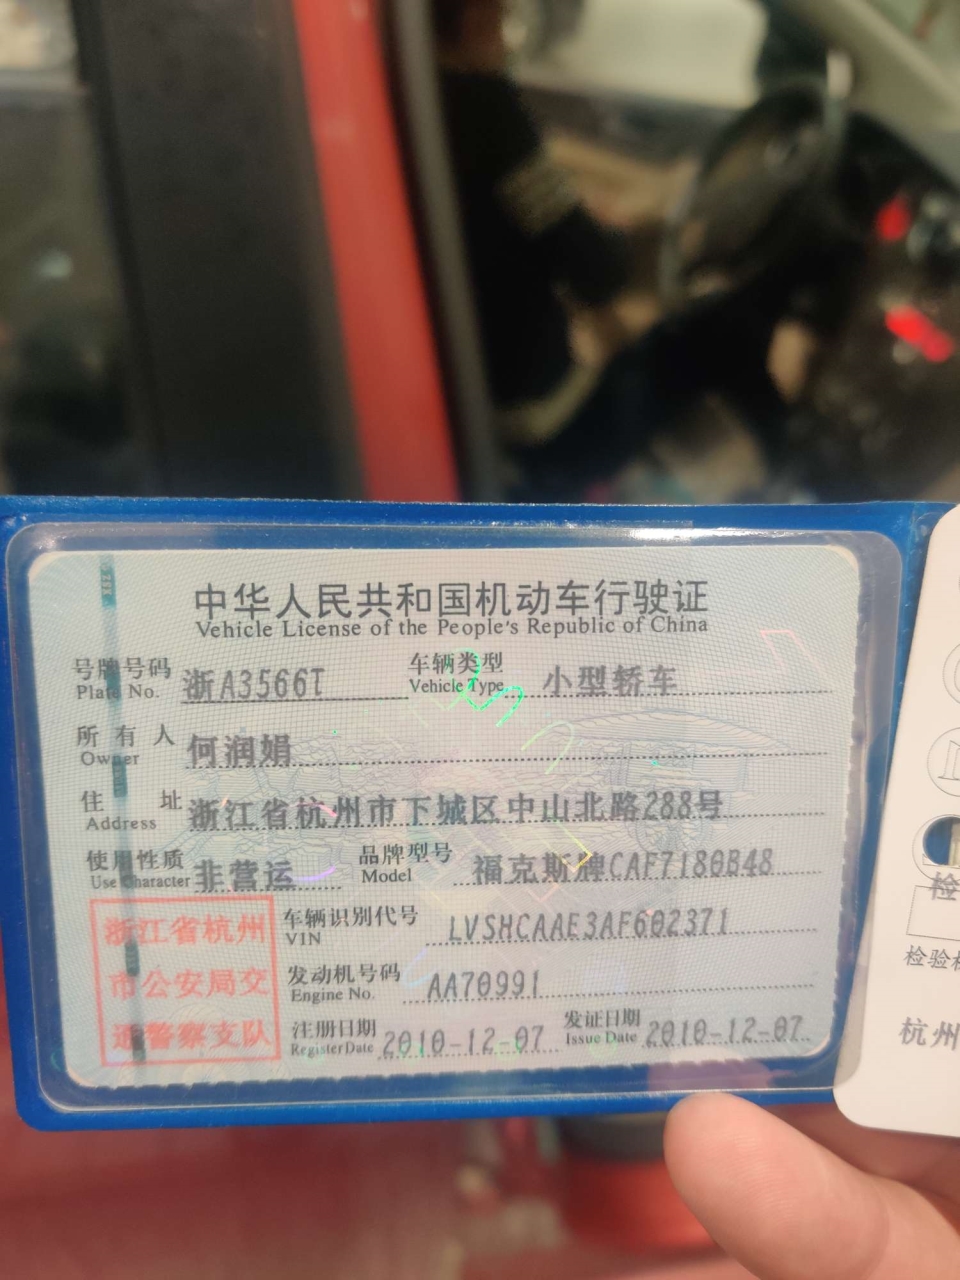 中华人民共和国机动车行驶证
Vehicle License of the People's Republic of China
号牌号码 浙A3566T 车辆类型 小型轿车
Plate No. Vehicle Type
所有人 何润娟
Owner
住址 浙江省杭州市下城区中山北路288号
Address
使用性质 非营运 品牌型号 福克斯牌CAF7180B48
Use Character Model
浙江省杭州
市公安局交
通警察支队
车辆识别代号 LVSHCAAE3AF602371
VIN
发动机号码 AA70991
Engine No.
注册日期 2010-12-07 发证日期 2010-12-07
Register Date Issue Date
检
检验
杭州